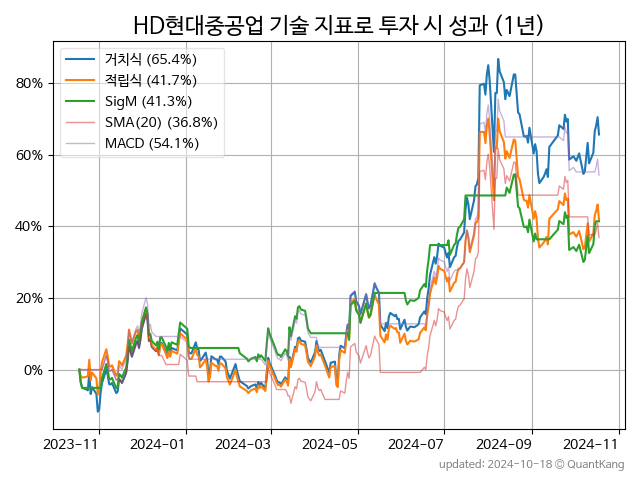 HD현대중공업 기술 지표로 투자 시 성과 (1년)
거치식 (65.4%)
적립식 (41.7%)
SigM (41.3%)
SMA(20) (36.8%)
MACD (54.1%)
80%
60%
40%
20%
0%
2023-11 2024-01 2024-03 2024-05 2024-07 2024-09 2024-11
updated: 2024-10-18 © QuantKang